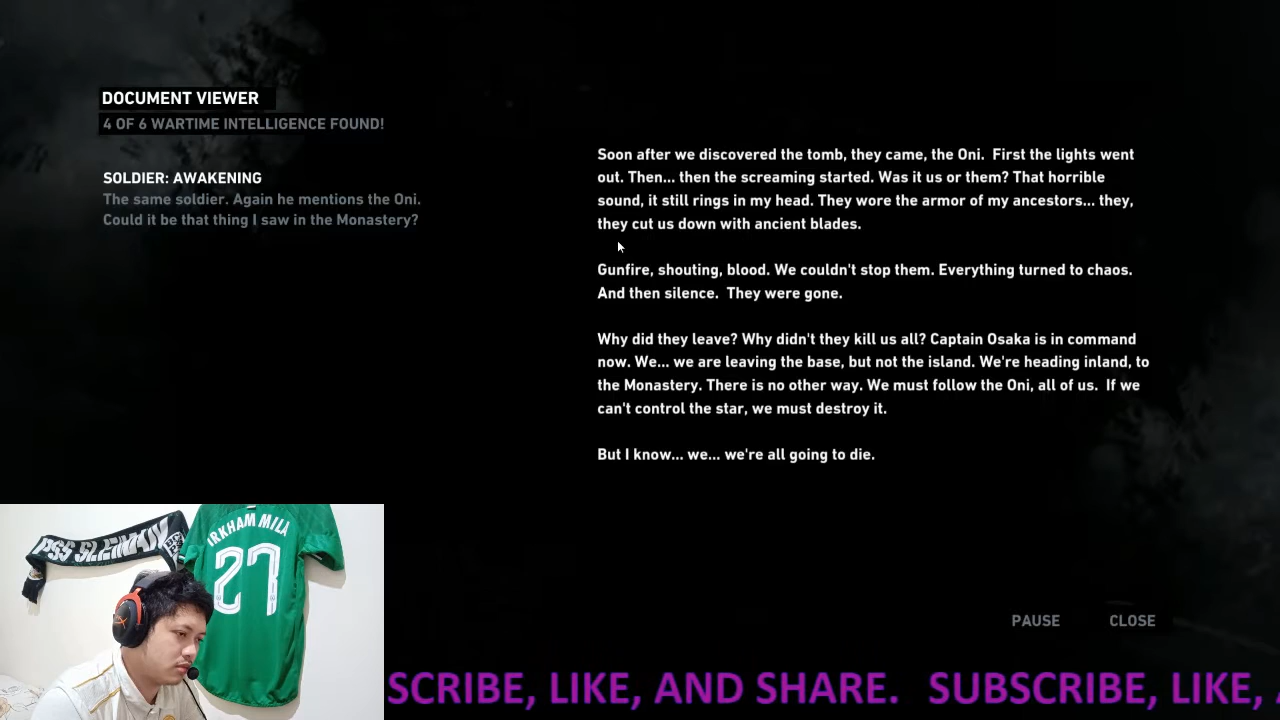 DOCUMENT VIEWER
4 OF 6 WARTIME INTELLIGENCE FOUND!
SOLDIER: AWAKENING
The same soldier. Again he mentions the Oni.
Could it be that thing I saw in the Monastery?
Soon after we discovered the tomb, they came, the Oni.  First the lights went
out. Then... then the screaming started. Was it us or them? That horrible
sound, it still rings in my head. They wore the armor of my ancestors... they,
they cut us down with ancient blades.
Gunfire, shouting, blood. We couldn't stop them. Everything turned to chaos.
And then silence.  They were gone.
Why did they leave? Why didn't they kill us all? Captain Osaka is in command
now. We... we are leaving the base, but not the island. We're heading inland, to
the Monastery. There is no other way. We must follow the Oni, all of us.  If we
can't control the star, we must destroy it.
But I know... we... we're all going to die.
PAUSE CLOSE
PSS SLEMAN
IRKHAM MILA
27
SCRIBE, LIKE, AND SHARE.   SUBSCRIBE, LIKE,